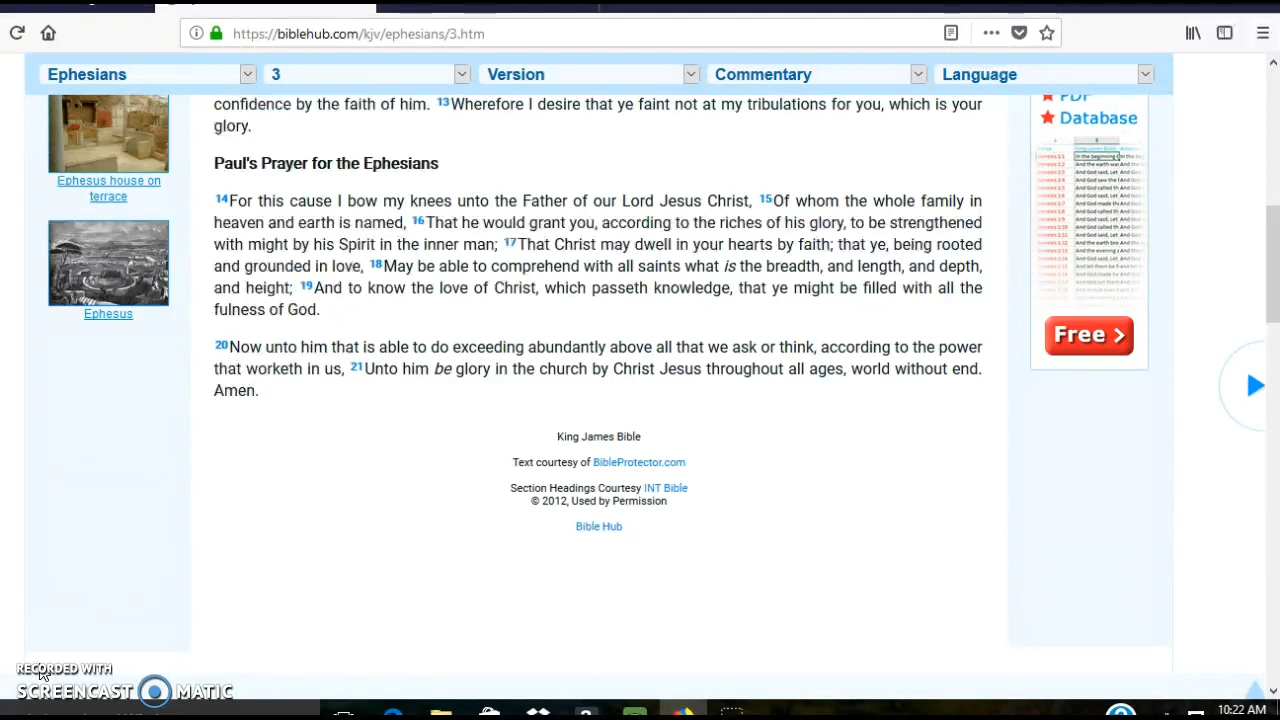 https://biblehub.com/kjv/ephesians/3.htm
Ephesians 3 Version Commentary Language
confidence by the faith of him. 13Wherefore I desire that ye faint not at my tribulations for you, which is your
glory.
Paul's Prayer for the Ephesians
14For this cause I bow my knees unto the Father of our Lord Jesus Christ, 15Of whom the whole family in
heaven and earth is named, 16That he would grant you, according to the riches of his glory, to be strengthened
with might by his Spirit in the inner man; 17That Christ may dwell in your hearts by faith; that ye, being rooted
and grounded in love, 18May be able to comprehend with all saints what is the breadth, and length, and depth,
and height; 19And to know the love of Christ, which passeth knowledge, that ye might be filled with all the
fulness of God.
20Now unto him that is able to do exceeding abundantly above all that we ask or think, according to the power
that worketh in us, 21Unto him be glory in the church by Christ Jesus throughout all ages, world without end.
Amen.
King James Bible
Text courtesy of BibleProtector.com
Section Headings Courtesy INT Bible
© 2012, Used by Permission
Bible Hub
Ephesus house on
terrace
Ephesus
PDF
Database
Free >
RECORDED WITH
SCREENCAST MATIC
10:22 AM